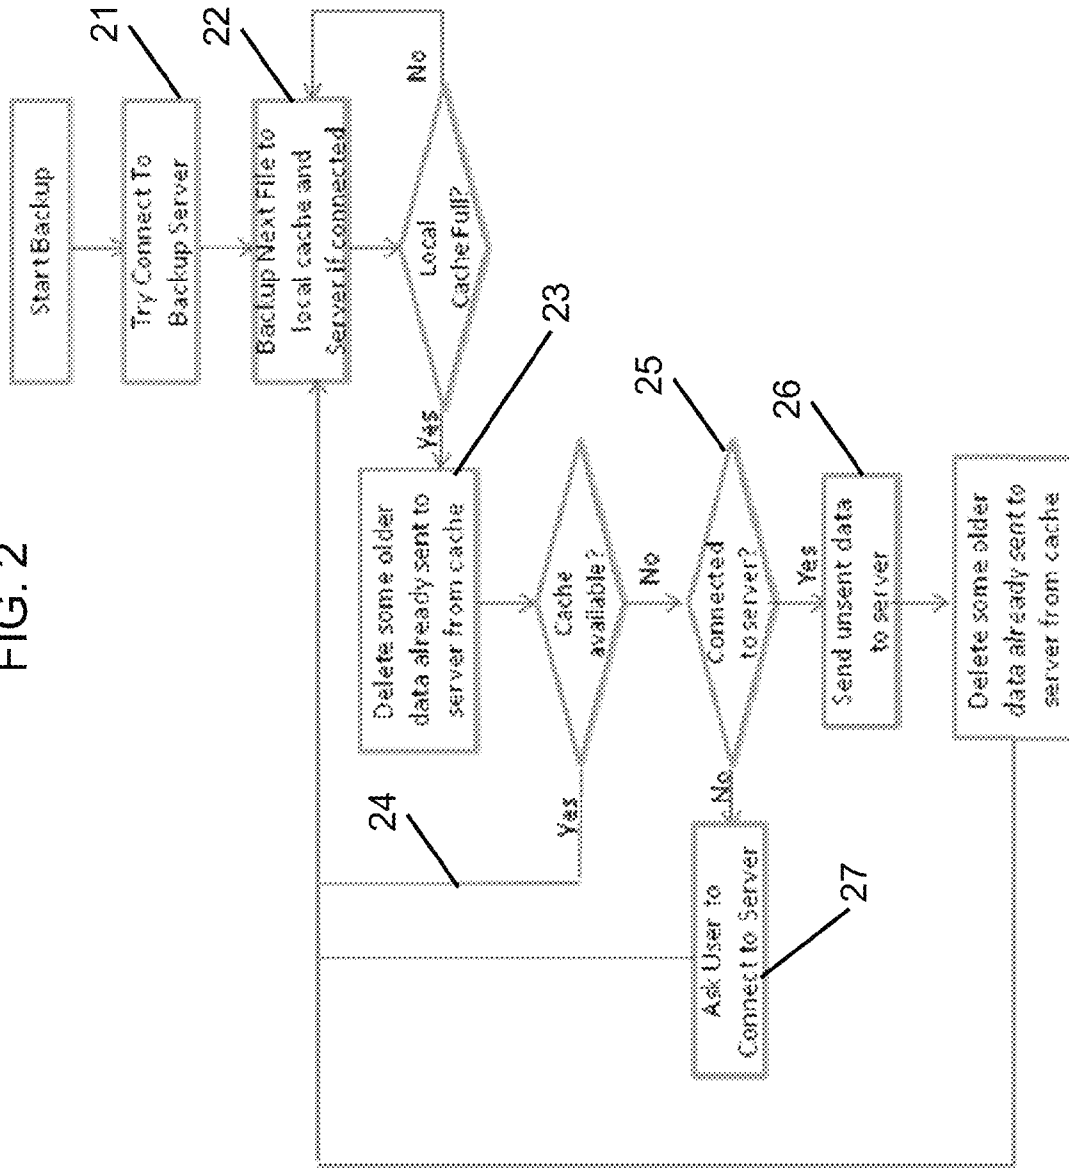 FIG. 2
Start Backup
21
Try Connect To
Backup Server
22
Backup Next File to
local cache and
Server if connected
No
Local
Cache Full?
Yes
23
Delete some older
data already sent to
server from cache
Cache
available?
Yes
24
No
25
Connected
to server?
No
Yes
26
Send unsent data
to server
27
Ask User to
Connect to Server
Delete some older
data already sent to
server from cache